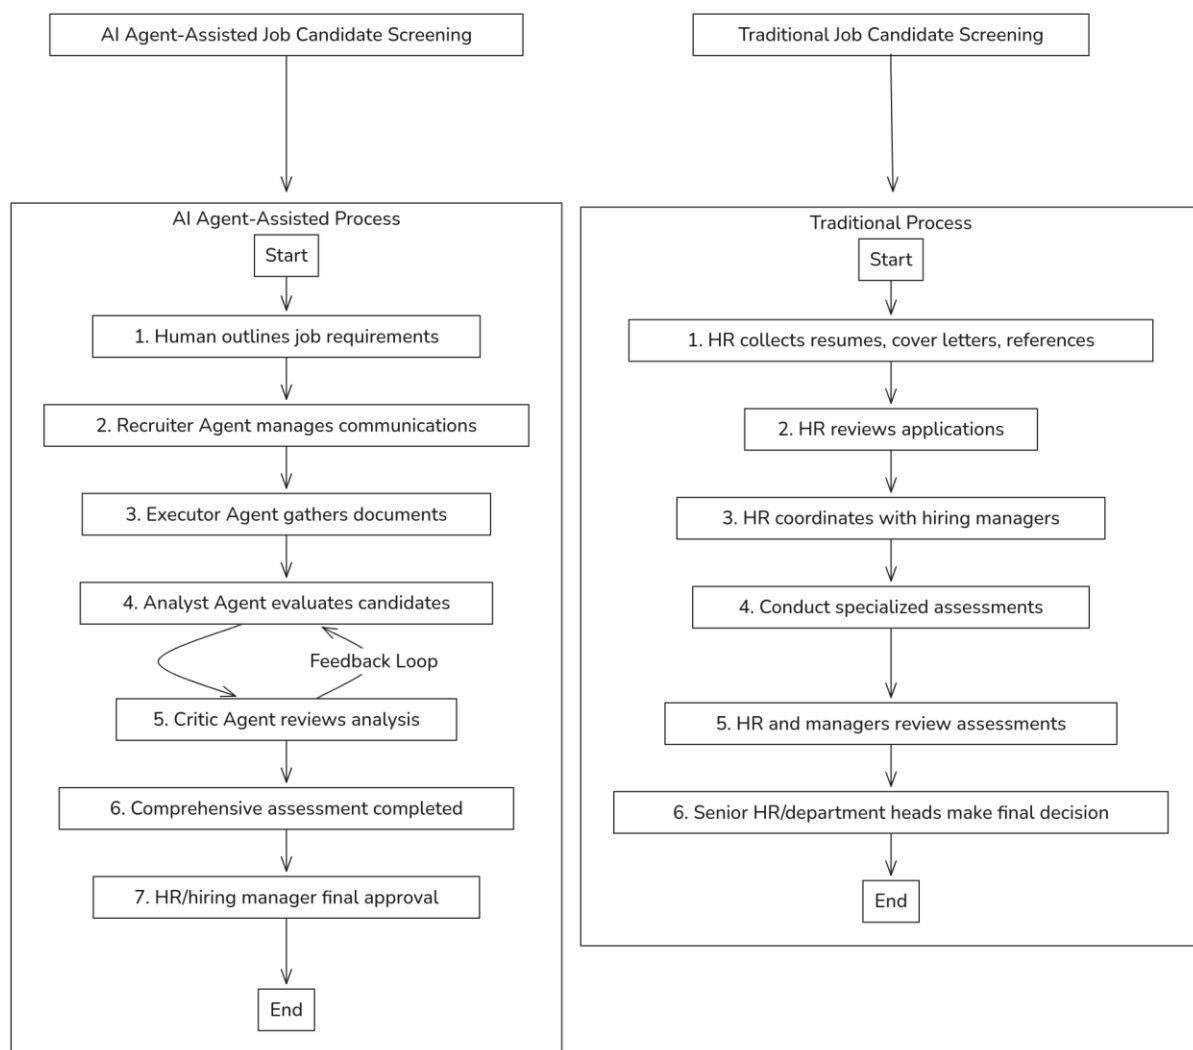 AI Agent-Assisted Job Candidate Screening
AI Agent-Assisted Process
Start
1. Human outlines job requirements
2. Recruiter Agent manages communications
3. Executor Agent gathers documents
4. Analyst Agent evaluates candidates
Feedback Loop
5. Critic Agent reviews analysis
6. Comprehensive assessment completed
7. HR/hiring manager final approval
End
Traditional Job Candidate Screening
Traditional Process
Start
1. HR collects resumes, cover letters, references
2. HR reviews applications
3. HR coordinates with hiring managers
4. Conduct specialized assessments
5. HR and managers review assessments
6. Senior HR/department heads make final decision
End